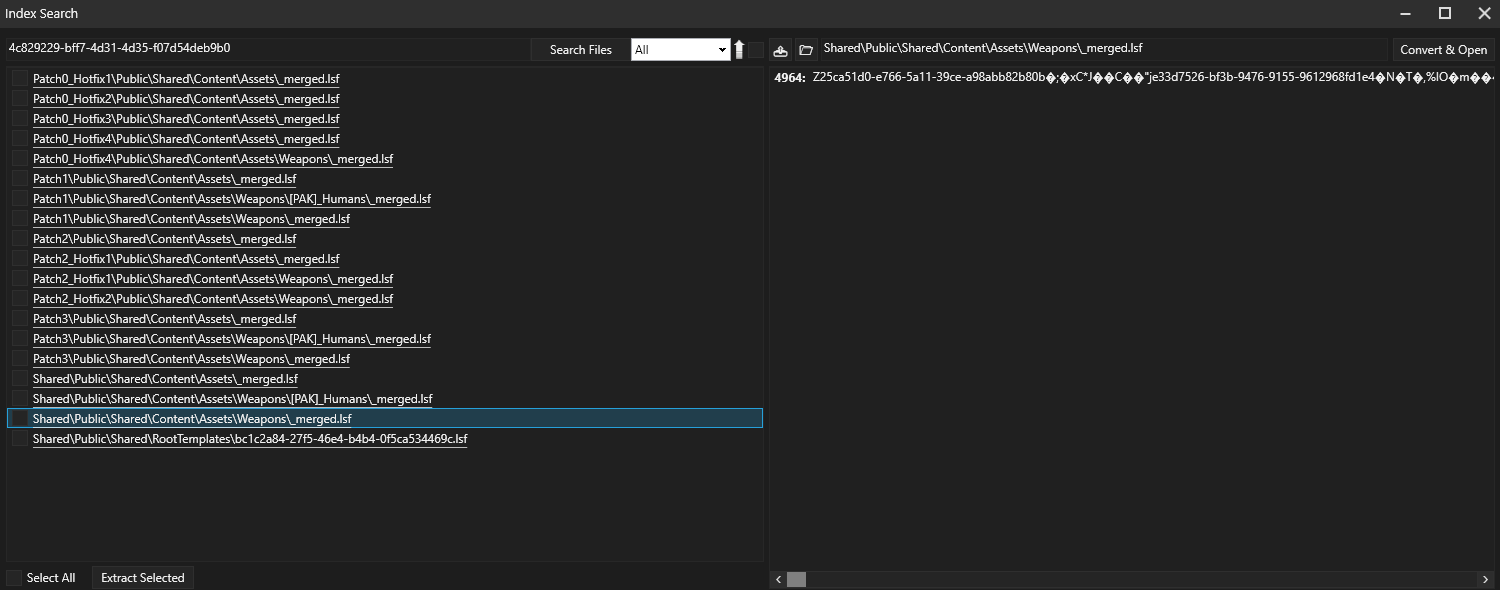 Index Search
4c829229-bff7-4d31-4d35-f07d54deb9b0 Search Files All Shared\Public\Shared\Content\Assets\Weapons\_merged.lsf Convert & Open
4964: Z25ca51d0-e766-5a11-39ce-a98abb82b80b�;�xC*J��C��"je33d7526-bf3b-9476-9155-9612968fd1e4�N�T�,%IO�m��
Patch0_Hotfix1\Public\Shared\Content\Assets\_merged.lsf
Patch0_Hotfix2\Public\Shared\Content\Assets\_merged.lsf
Patch0_Hotfix3\Public\Shared\Content\Assets\_merged.lsf
Patch0_Hotfix4\Public\Shared\Content\Assets\_merged.lsf
Patch0_Hotfix4\Public\Shared\Content\Assets\Weapons\_merged.lsf
Patch1\Public\Shared\Content\Assets\_merged.lsf
Patch1\Public\Shared\Content\Assets\Weapons\[PAK]_Humans\_merged.lsf
Patch1\Public\Shared\Content\Assets\Weapons\_merged.lsf
Patch2\Public\Shared\Content\Assets\_merged.lsf
Patch2_Hotfix1\Public\Shared\Content\Assets\_merged.lsf
Patch2_Hotfix1\Public\Shared\Content\Assets\Weapons\_merged.lsf
Patch2_Hotfix2\Public\Shared\Content\Assets\Weapons\_merged.lsf
Patch3\Public\Shared\Content\Assets\_merged.lsf
Patch3\Public\Shared\Content\Assets\Weapons\[PAK]_Humans\_merged.lsf
Patch3\Public\Shared\Content\Assets\Weapons\_merged.lsf
Shared\Public\Shared\Content\Assets\_merged.lsf
Shared\Public\Shared\Content\Assets\Weapons\[PAK]_Humans\_merged.lsf
Shared\Public\Shared\Content\Assets\Weapons\_merged.lsf
Shared\Public\Shared\RootTemplates\bc1c2a84-27f5-46e4-b4b4-0f5ca534469c.lsf
Select All Extract Selected